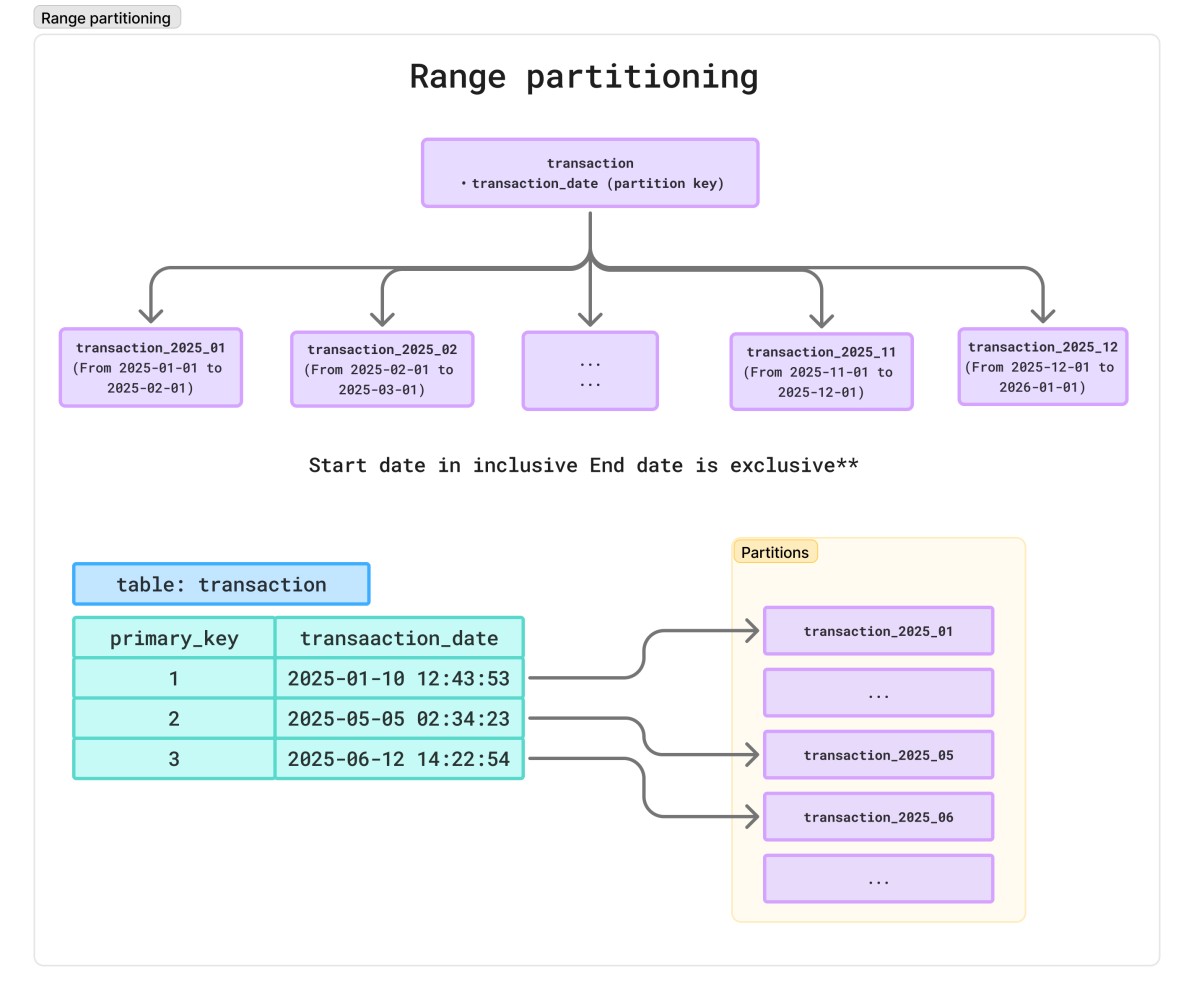 Range partitioning
Range partitioning
transaction
• transaction_date (partition key)
transaction_2025_01
(From 2025-01-01 to
2025-02-01)
transaction_2025_02
(From 2025-02-01 to
2025-03-01)
...
...
transaction_2025_11
(From 2025-11-01 to
2025-12-01)
transaction_2025_12
(From 2025-12-01 to
2026-01-01)
Start date in inclusive End date is exclusive**
table: transaction
primary_key transaaction_date
1 2025-01-10 12:43:53
2 2025-05-05 02:34:23
3 2025-06-12 14:22:54
Partitions
transaction_2025_01
...
transaction_2025_05
transaction_2025_06
...